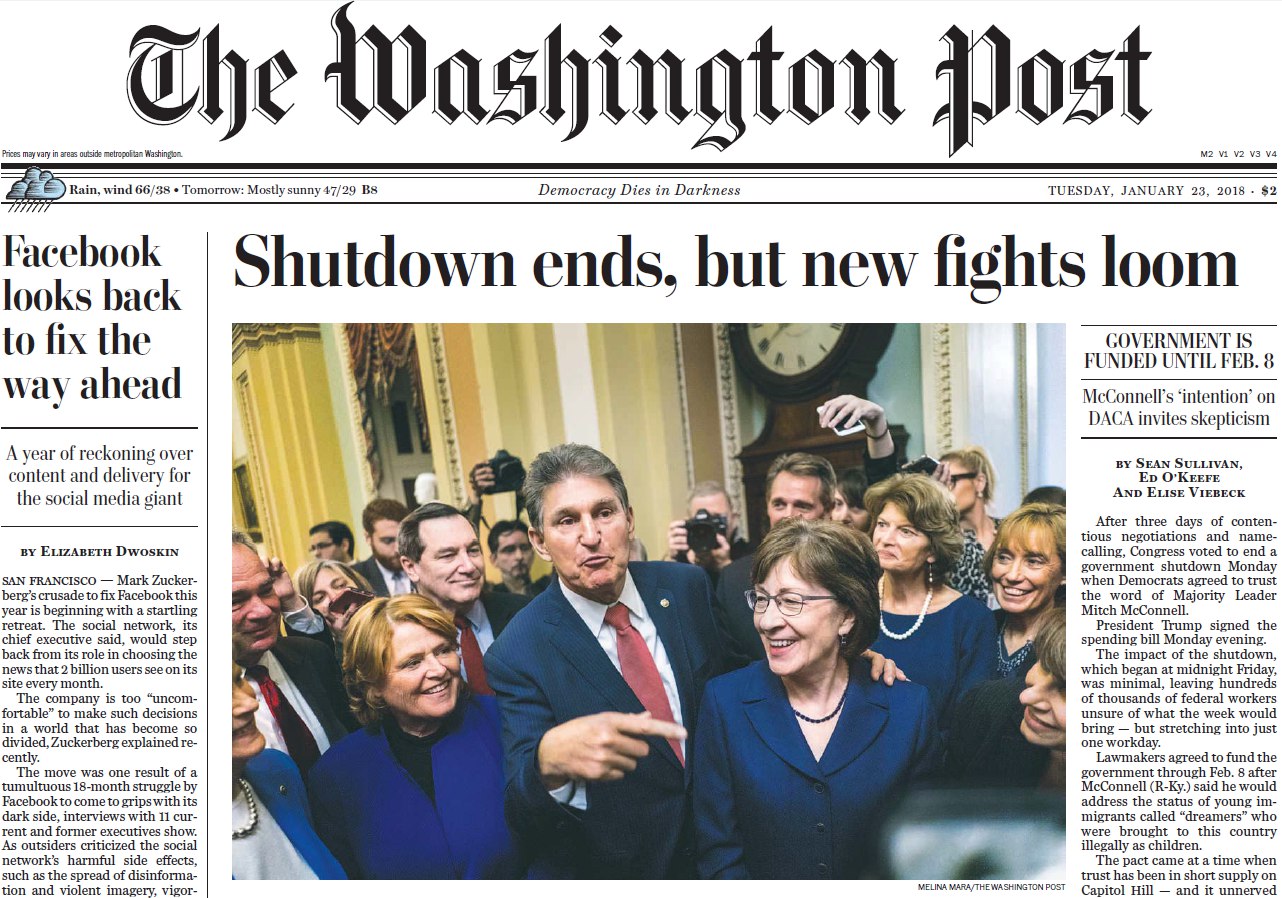 The Washington Post
Prices may vary in areas outside metropolitan Washington.
M2 V1 V2 V3 V4
Rain, wind 66/38 • Tomorrow: Mostly sunny 47/29 B8
Democracy Dies in Darkness
TUESDAY, JANUARY 23, 2018 · $2
Facebook
looks back
to fix the
way ahead
A year of reckoning over
content and delivery for
the social media giant
BY ELIZABETH DWOSKIN
SAN FRANCISCO — Mark Zucker-
berg's crusade to fix Facebook this
year is beginning with a startling
retreat. The social network, its
chief executive said, would step
back from its role in choosing the
news that 2 billion users see on its
site every month.
The company is too “uncom-
fortable” to make such decisions
in a world that has become so
divided, Zuckerberg explained re-
cently.
The move was one result of a
tumultuous 18-month struggle by
Facebook to come to grips with its
dark side, interviews with 11 cur-
rent and former executives show.
As outsiders criticized the social
network's harmful side effects,
such as the spread of disinforma-
tion and violent imagery, vigor-
Shutdown ends, but new fights loom
MELINA MARA/THE WASHINGTON POST
GOVERNMENT IS
FUNDED UNTIL FEB. 8
McConnell's ‘intention’ on
DACA invites skepticism
BY SEAN SULLIVAN,
ED O'KEEFE
AND ELISE VIEBECK
After three days of conten-
tious negotiations and name-
calling, Congress voted to end a
government shutdown Monday
when Democrats agreed to trust
the word of Majority Leader
Mitch McConnell.
President Trump signed the
spending bill Monday evening.
The impact of the shutdown,
which began at midnight Friday,
was minimal, leaving hundreds
of thousands of federal workers
unsure of what the week would
bring — but stretching into just
one workday.
Lawmakers agreed to fund the
government through Feb. 8 after
McConnell (R-Ky.) said he would
address the status of young im-
migrants called “dreamers” who
were brought to this country
illegally as children.
The pact came at a time when
trust has been in short supply on
Capitol Hill — and it unnerved